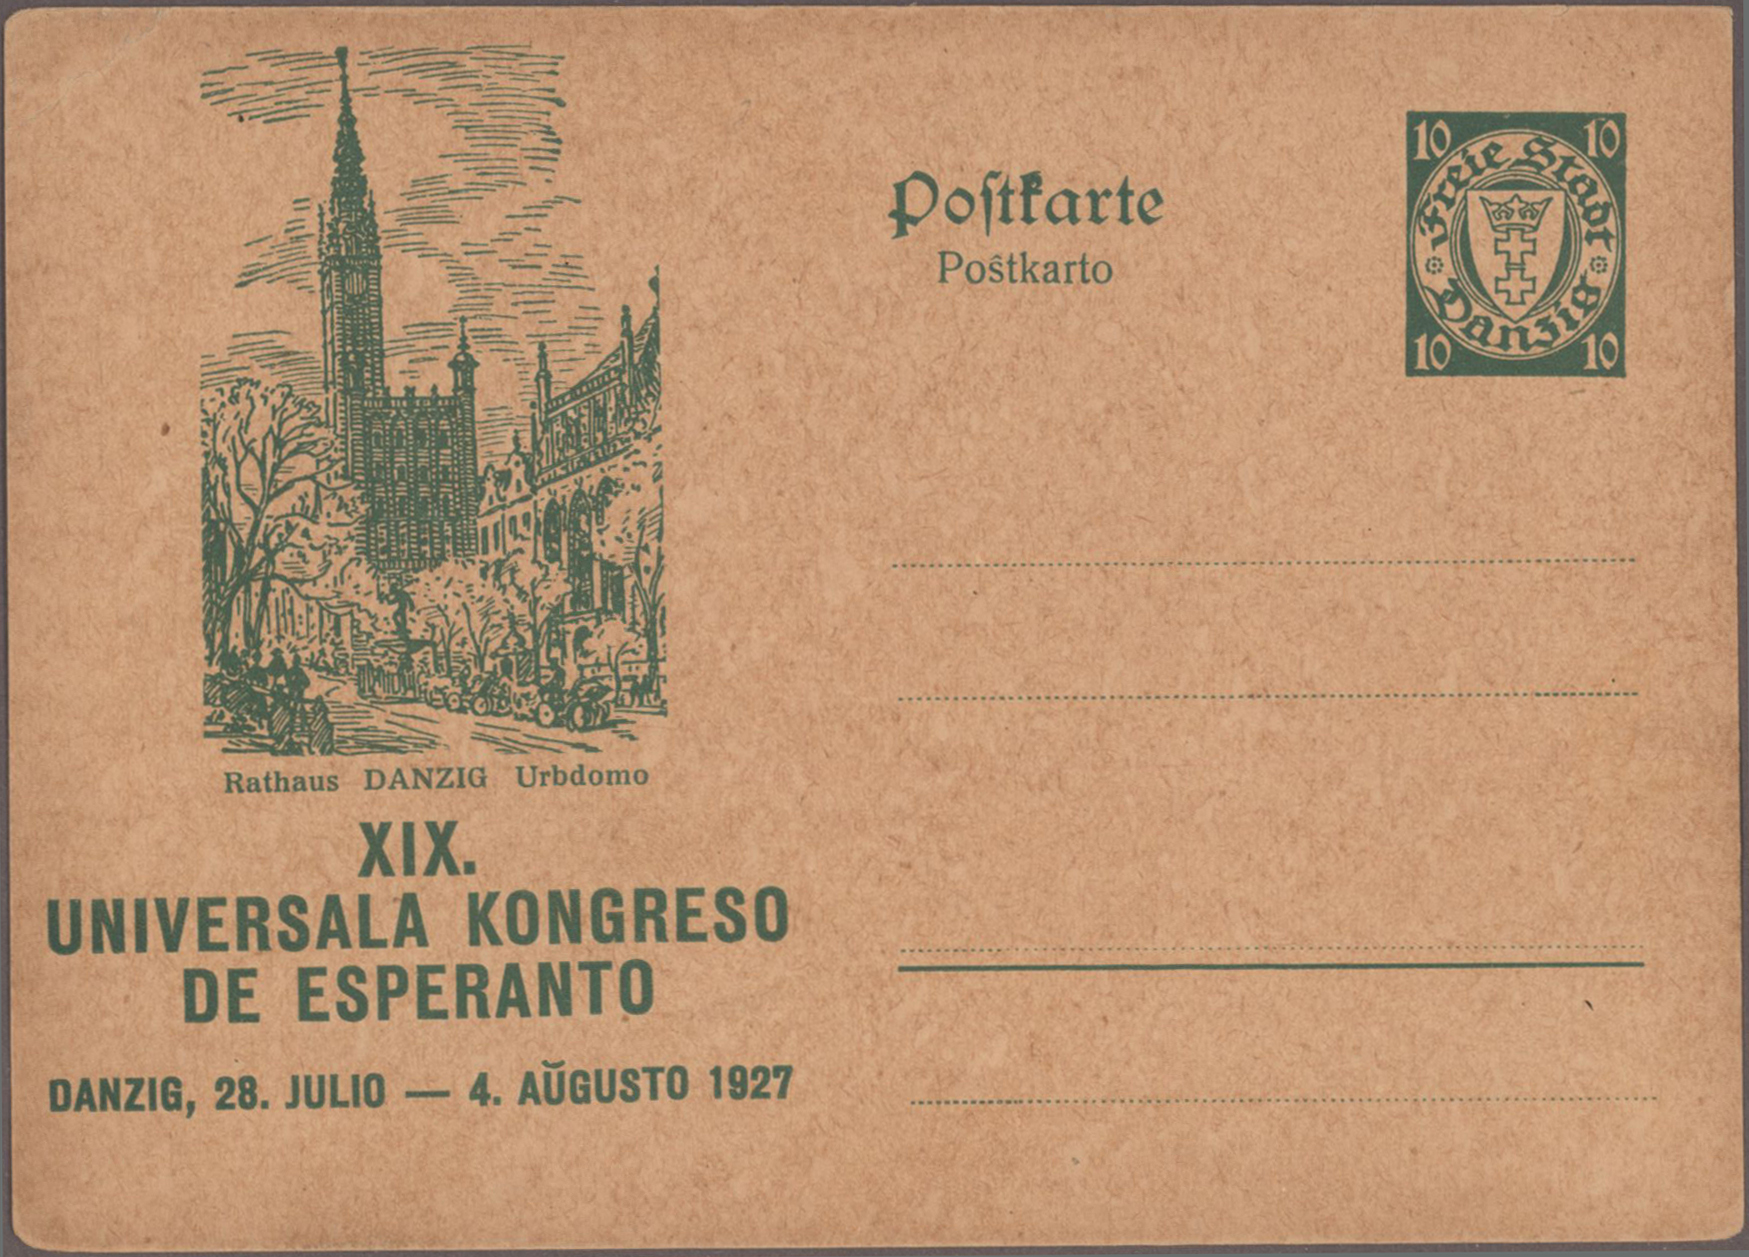 Poſtkarte
Poŝtkarto
10 10
Freie Stadt
Danzig
10 10
Rathaus DANZIG Urbdomo
XIX.
UNIVERSALA KONGRESO
DE ESPERANTO
DANZIG, 28. JULIO — 4. AŬGUSTO 1927